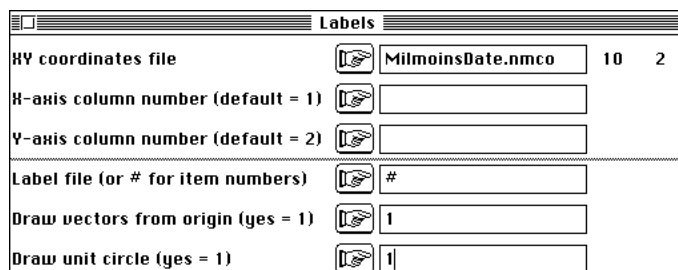 Labels
XY coordinates file MilmoinsDate.nmco 10 2
X-axis column number (default = 1)
Y-axis column number (default = 2)
Label file (or # for item numbers) #
Draw vectors from origin (yes = 1) 1
Draw unit circle (yes = 1) 1